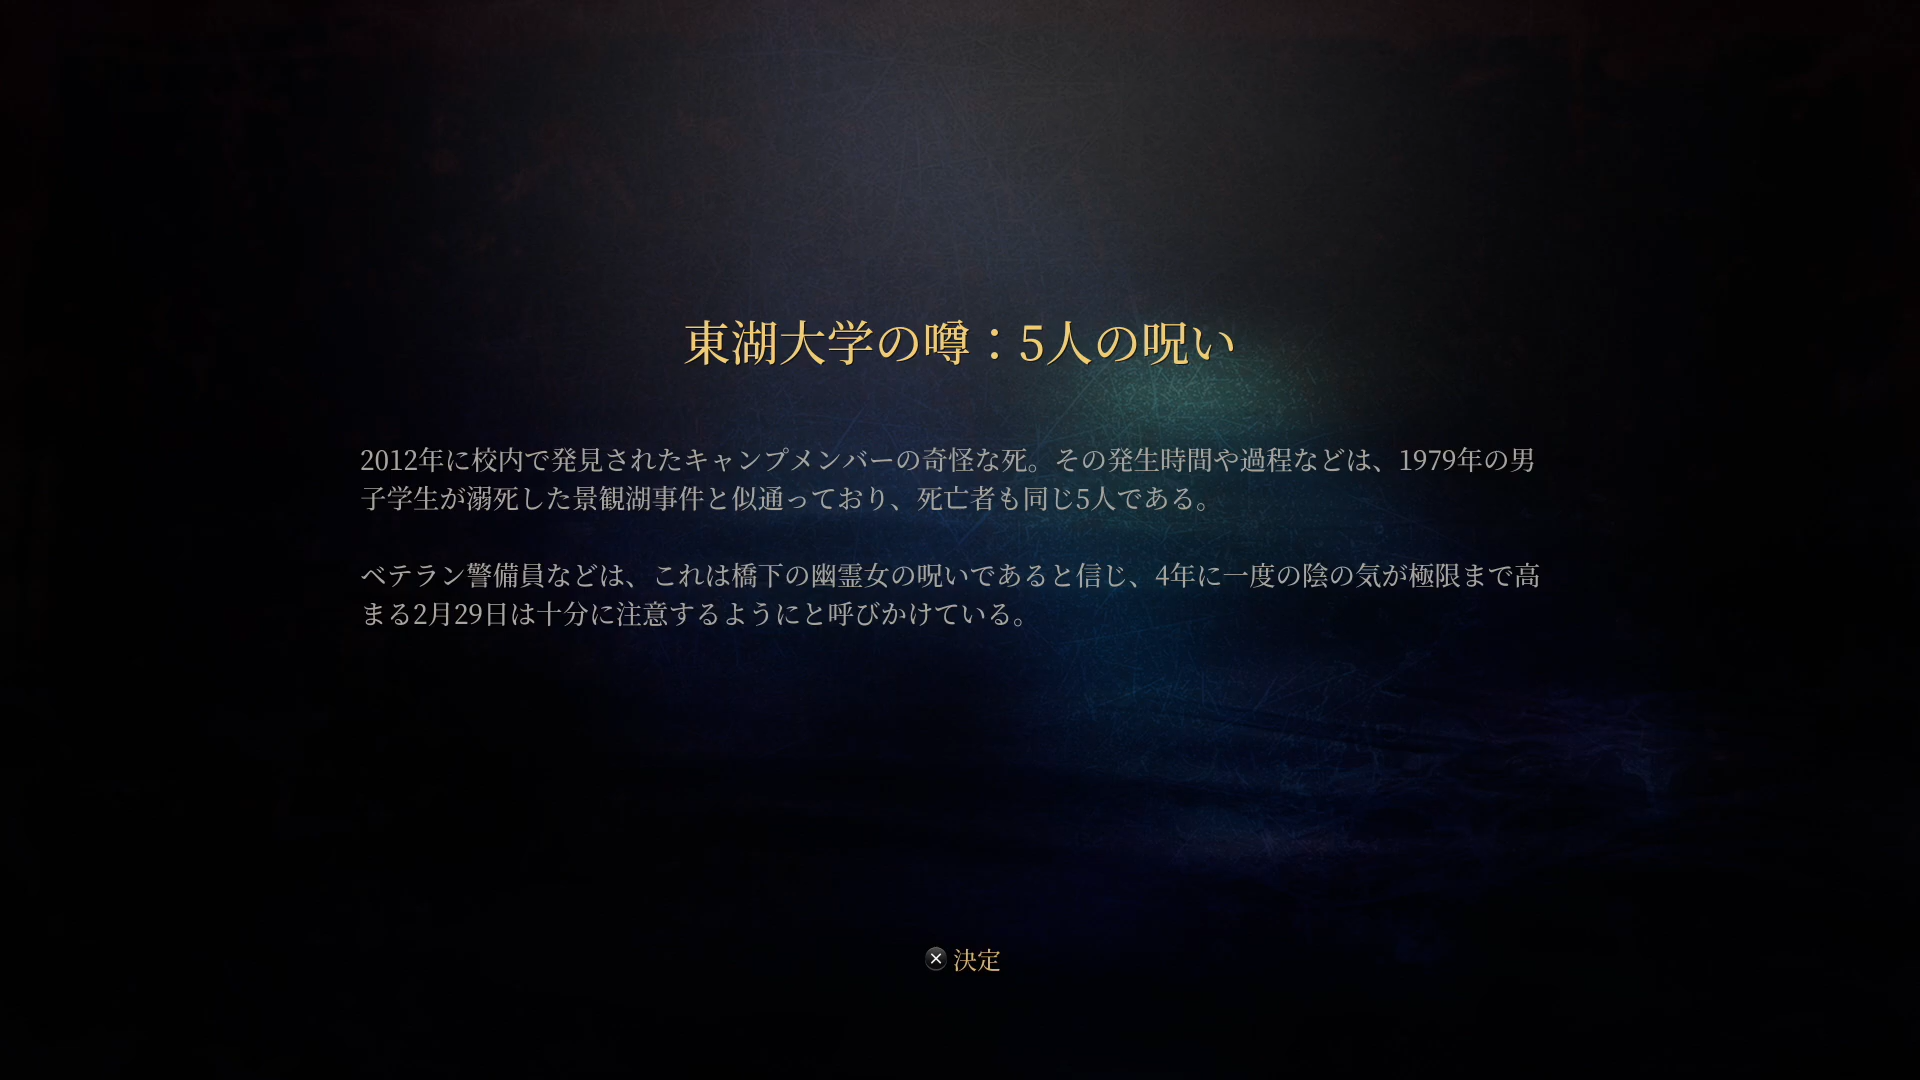 東湖大学の噂：5人の呪い
2012年に校内で発見されたキャンプメンバーの奇怪な死。その発生時間や過程などは、1979年の男
子学生が溺死した景観湖事件と似通っており、死亡者も同じ5人である。
ベテラン警備員などは、これは橋下の幽霊女の呪いであると信じ、4年に一度の陰の気が極限まで高
まる2月29日は十分に注意するようにと呼びかけている。
決定